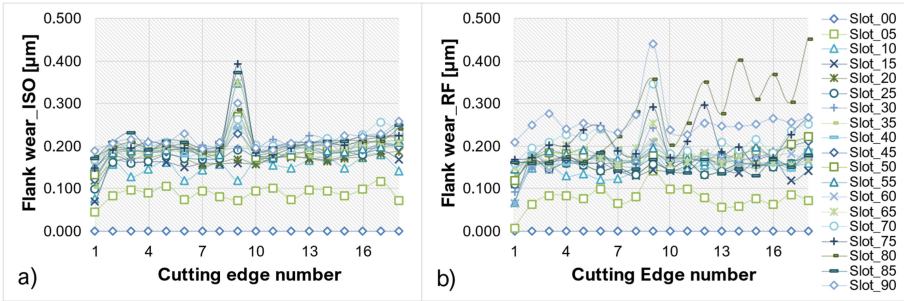 0.500
0.400
0.300
0.200
0.100
0.000
Flank wear_ISO [µm]
1 4 7 10 13 16
Cutting edge number
a)
0.500
0.400
0.300
0.200
0.100
0.000
Flank wear_RF [µm]
1 4 7 10 13 16
Cutting Edge number
b)
Slot_00
Slot_05
Slot_10
Slot_15
Slot_20
Slot_25
Slot_30
Slot_35
Slot_40
Slot_45
Slot_50
Slot_55
Slot_60
Slot_65
Slot_70
Slot_75
Slot_80
Slot_85
Slot_90